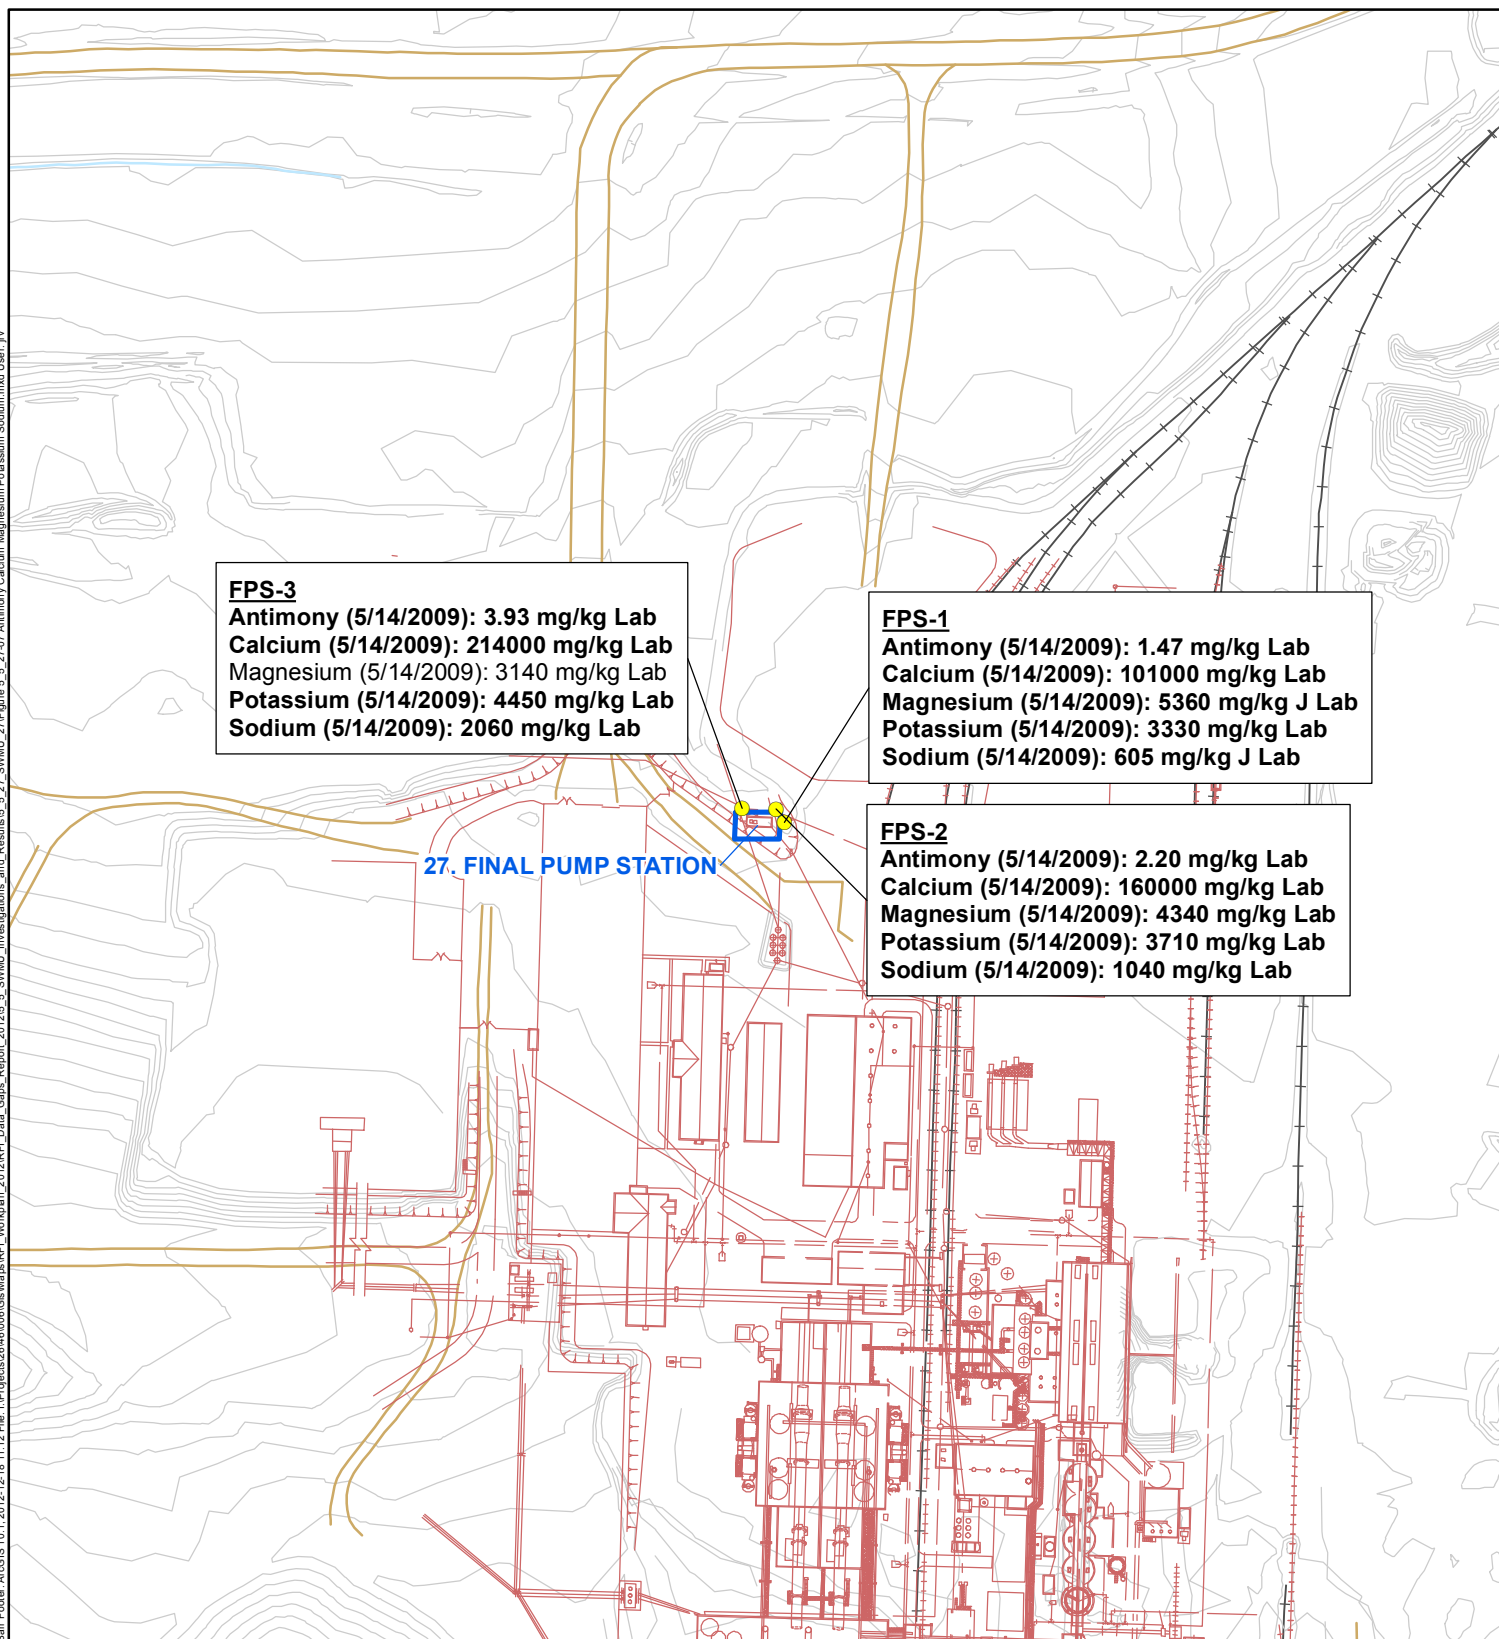 FPS-3
Antimony (5/14/2009): 3.93 mg/kg Lab
Calcium (5/14/2009): 214000 mg/kg Lab
Magnesium (5/14/2009): 3140 mg/kg Lab
Potassium (5/14/2009): 4450 mg/kg Lab
Sodium (5/14/2009): 2060 mg/kg Lab
FPS-1
Antimony (5/14/2009): 1.47 mg/kg Lab
Calcium (5/14/2009): 101000 mg/kg Lab
Magnesium (5/14/2009): 5360 mg/kg J Lab
Potassium (5/14/2009): 3330 mg/kg Lab
Sodium (5/14/2009): 605 mg/kg J Lab
27. FINAL PUMP STATION
FPS-2
Antimony (5/14/2009): 2.20 mg/kg Lab
Calcium (5/14/2009): 160000 mg/kg Lab
Magnesium (5/14/2009): 4340 mg/kg Lab
Potassium (5/14/2009): 3710 mg/kg Lab
Sodium (5/14/2009): 1040 mg/kg Lab